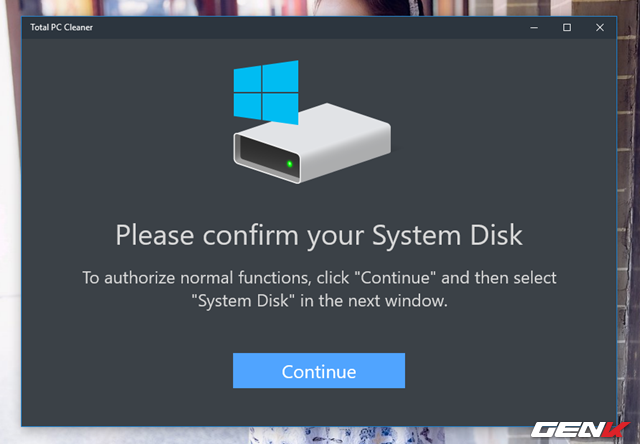 Total PC Cleaner
Please confirm your System Disk
To authorize normal functions, click "Continue" and then select
"System Disk" in the next window.
Continue
GENK